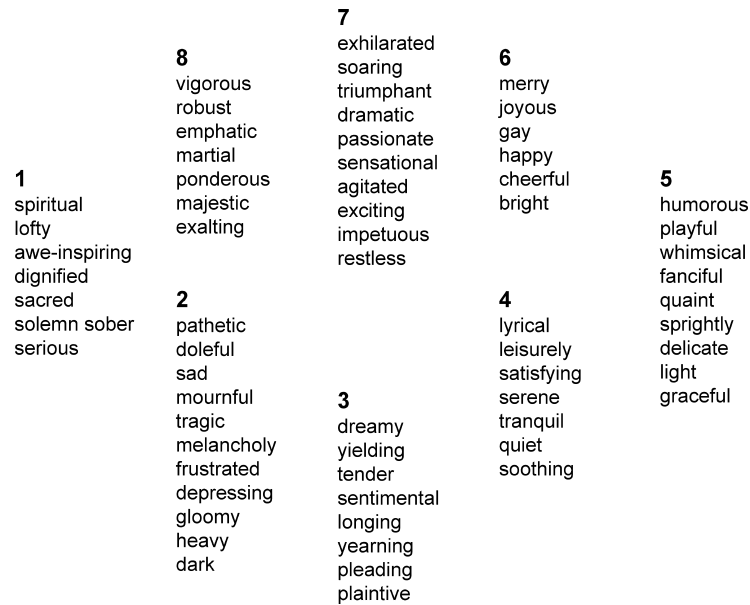 1
spiritual
lofty
awe-inspiring
dignified
sacred
solemn sober
serious
8
vigorous
robust
emphatic
martial
ponderous
majestic
exalting
2
pathetic
doleful
sad
mournful
tragic
melancholy
frustrated
depressing
gloomy
heavy
dark
7
exhilarated
soaring
triumphant
dramatic
passionate
sensational
agitated
exciting
impetuous
restless
3
dreamy
yielding
tender
sentimental
longing
yearning
pleading
plaintive
6
merry
joyous
gay
happy
cheerful
bright
4
lyrical
leisurely
satisfying
serene
tranquil
quiet
soothing
5
humorous
playful
whimsical
fanciful
quaint
sprightly
delicate
light
graceful